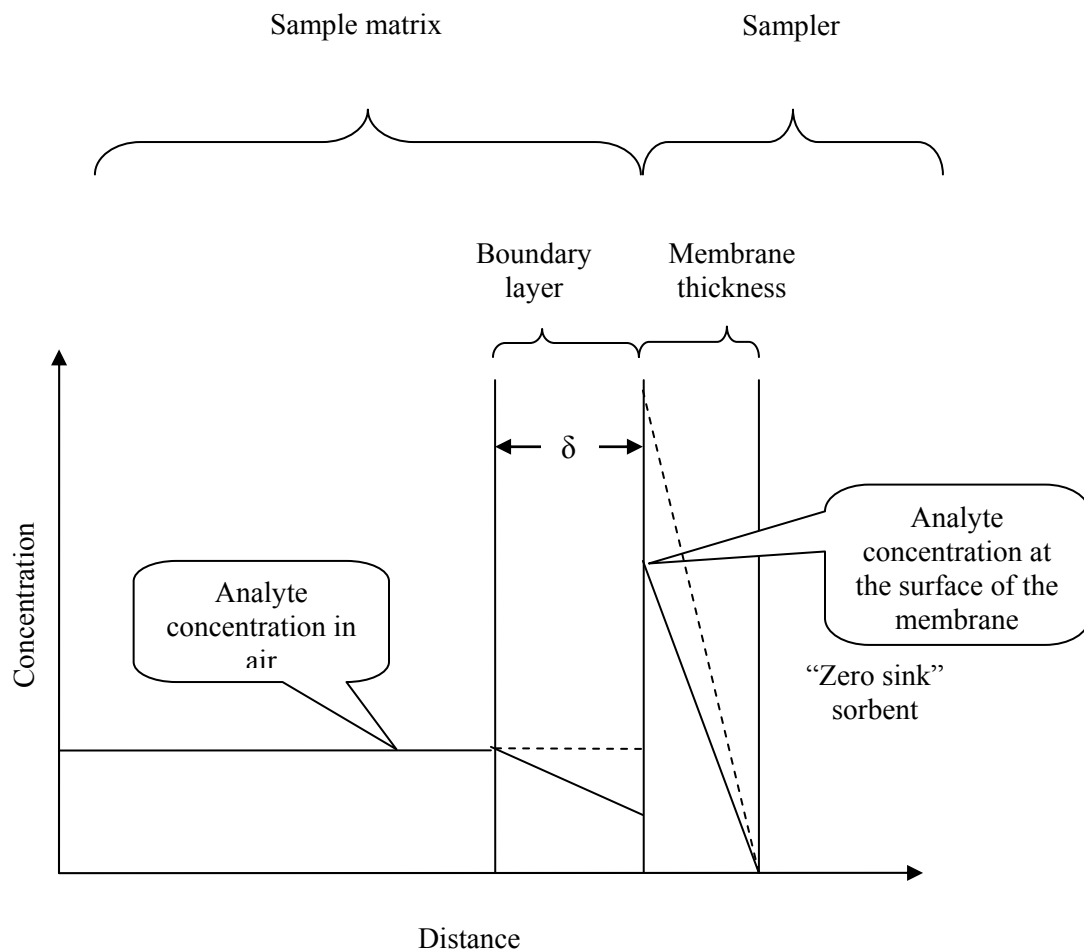 Sample matrix
Sampler
Boundary
layer
Membrane
thickness
δ
Concentration
Analyte
concentration in
air
Analyte
concentration at
the surface of the
membrane
“Zero sink”
sorbent
Distance